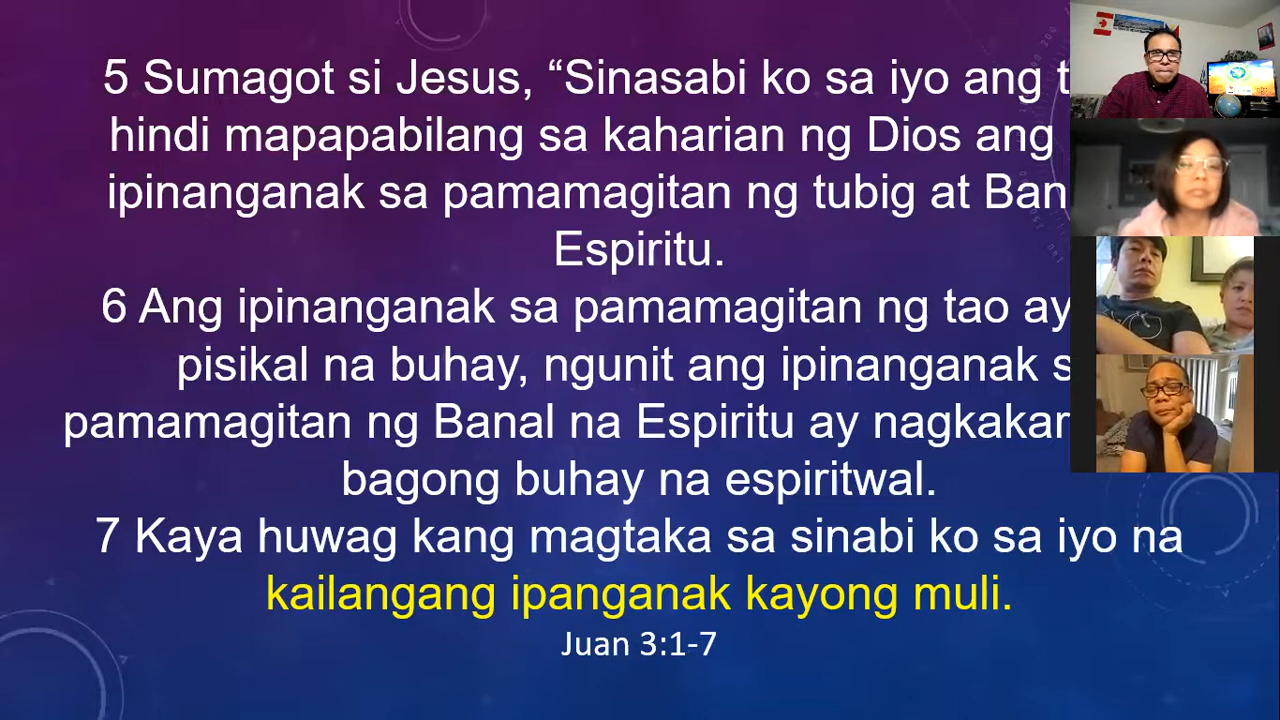 5 Sumagot si Jesus, “Sinasabi ko sa iyo ang
hindi mapapabilang sa kaharian ng Dios ang
ipinanganak sa pamamagitan ng tubig at
Espiritu.
6 Ang ipinanganak sa pamamagitan ng tao ay
pisikal na buhay, ngunit ang ipinanganak
pamamagitan ng Banal na Espiritu ay
bagong buhay na espiritwal.
7 Kaya huwag kang magtaka sa sinabi ko sa iyo na
kailangang ipanganak kayong muli.
Juan 3:1-7